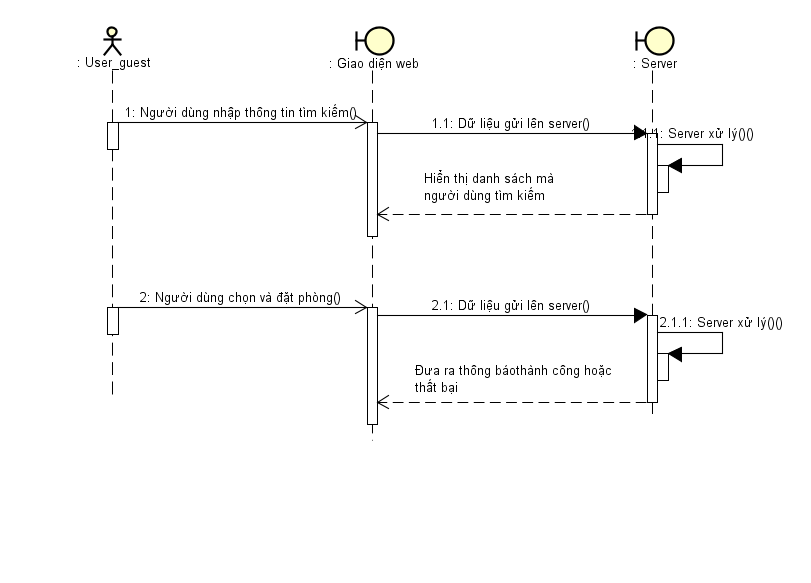 : User_guest
: Giao diện web
: Server
1: Người dùng nhập thông tin tìm kiếm()
1.1: Dữ liệu gửi lên server()
1.1.1: Server xử lý()()
Hiển thị danh sách mà
người dùng tìm kiếm
2: Người dùng chọn và đặt phòng()
2.1: Dữ liệu gửi lên server()
2.1.1: Server xử lý()()
Đưa ra thông báothành công hoặc
thất bại